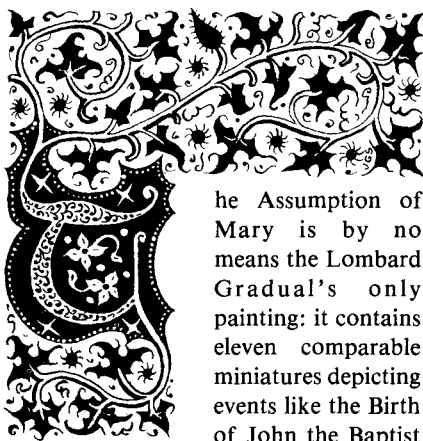 The Assumption of
Mary is by no
means the Lombard
Gradual's only
painting: it contains
eleven comparable
miniatures depicting
events like the Birth
of John the Baptist